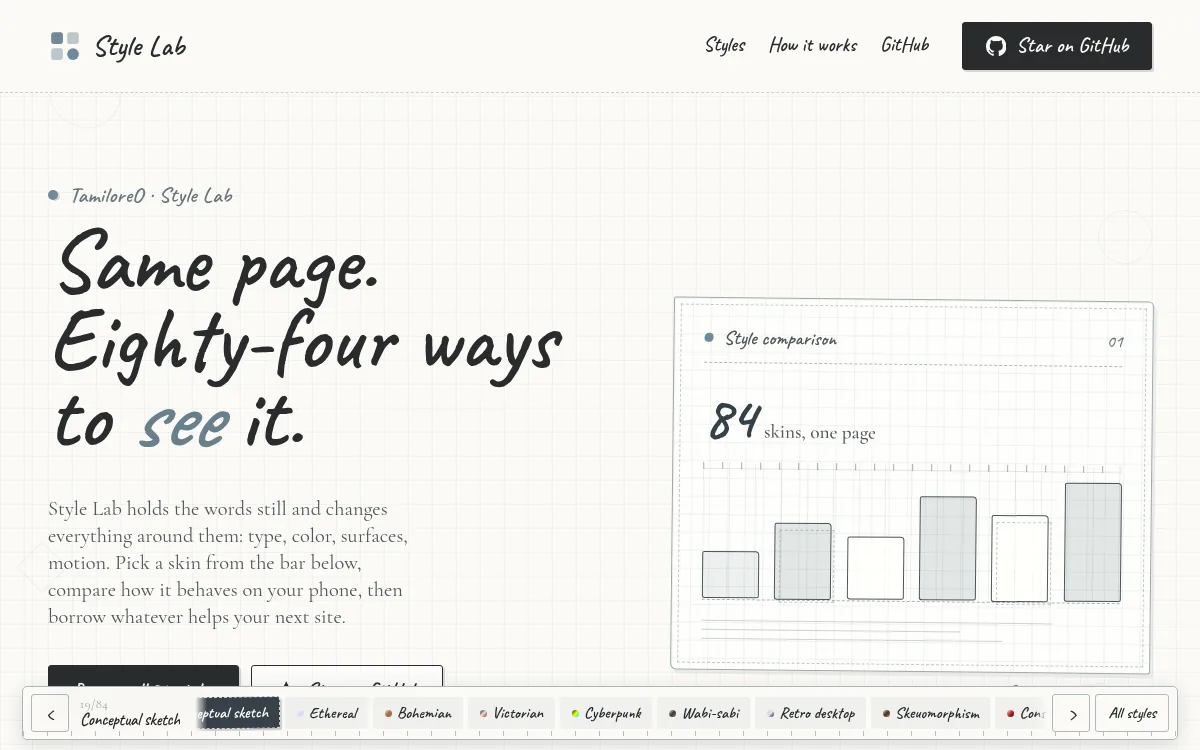 Style Lab
Styles
How it works
GitHub
Star on GitHub
TamiloreO · Style Lab
Same page.
Eighty-four ways
to see it.
Style Lab holds the words still and changes
everything around them: type, color, surfaces,
motion. Pick a skin from the bar below,
compare how it behaves on your phone, then
borrow whatever helps your next site.
Style comparison
01
84 skins, one page
19/84
Conceptual sketch
eptual sketch
Ethereal
Bohemian
Victorian
Cyberpunk
Wabi-sabi
Retro desktop
Skeuomorphism
Cons
All styles